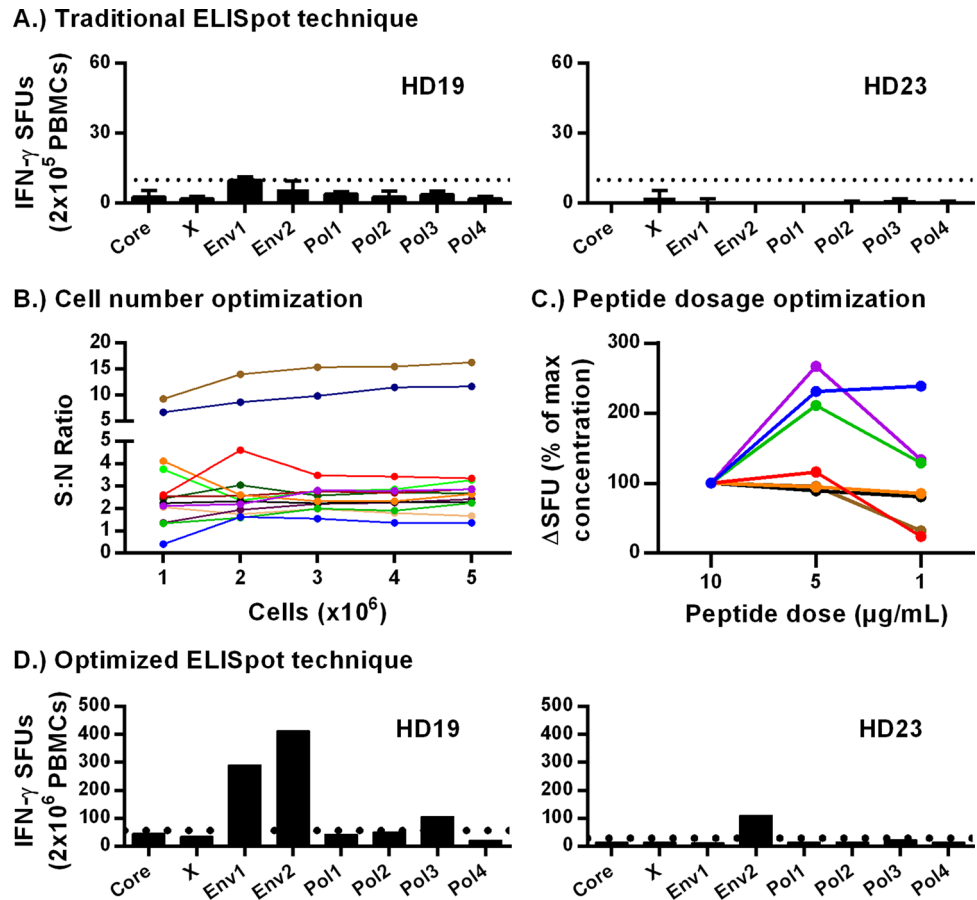 A.) Traditional ELISpot technique
IFN-γ SFUs
(2x10⁵ PBMCs)
60
30
0
HD19
Core
X
Env1
Env2
Pol1
Pol2
Pol3
Pol4
60
30
0
HD23
Core
X
Env1
Env2
Pol1
Pol2
Pol3
Pol4
B.) Cell number optimization
S:N Ratio
20
15
10
5
5
4
3
2
1
0
1
2
3
4
5
Cells (x10⁶)
C.) Peptide dosage optimization
ΔSFU (% of max
concentration)
300
200
100
0
10
5
1
Peptide dose (µg/mL)
D.) Optimized ELISpot technique
IFN-γ SFUs
(2x10⁶ PBMCs)
500
400
300
200
100
0
HD19
Core
X
Env1
Env2
Pol1
Pol2
Pol3
Pol4
500
400
300
200
100
0
HD23
Core
X
Env1
Env2
Pol1
Pol2
Pol3
Pol4